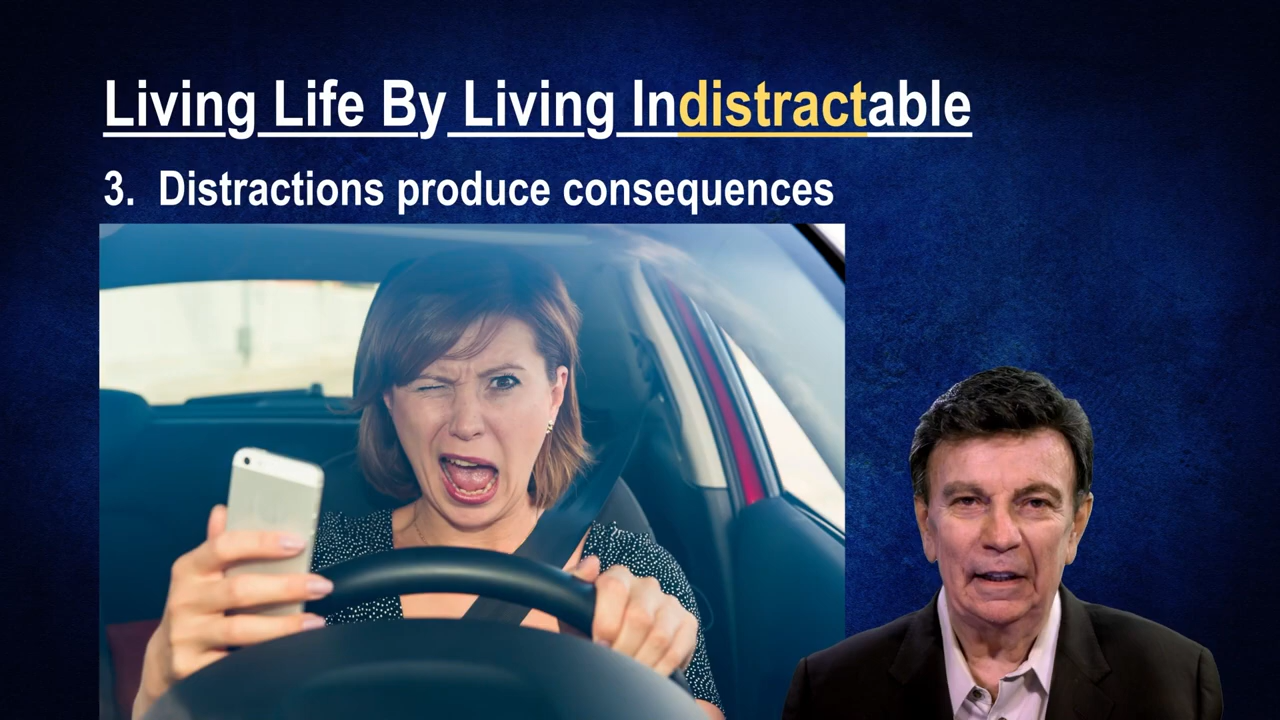 Living Life By Living Indistractable
3. Distractions produce consequences